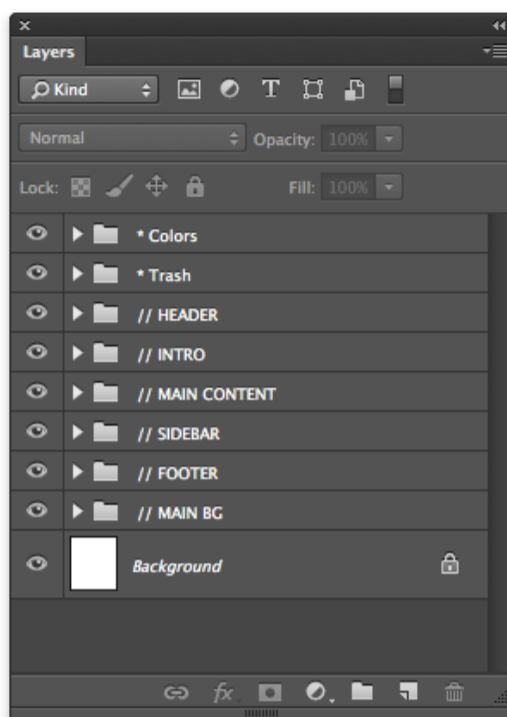 Layers
Kind
Normal Opacity: 100%
Lock: Fill: 100%
* Colors
* Trash
// HEADER
// INTRO
// MAIN CONTENT
// SIDEBAR
// FOOTER
// MAIN BG
Background
fx